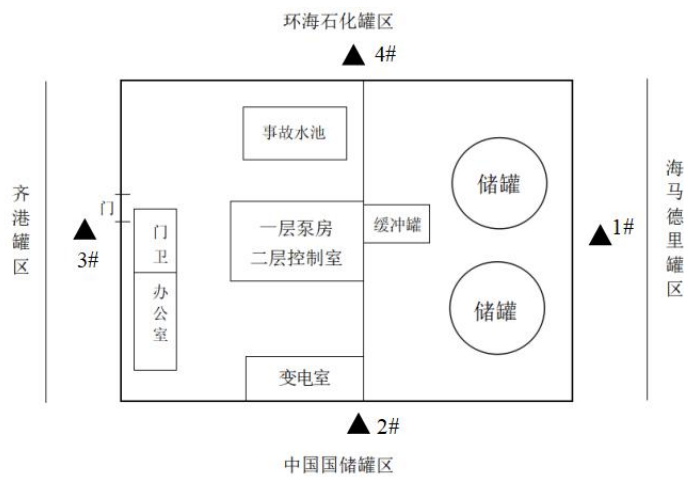 环海石化罐区
4#
事故水池
储罐
齐港罐区
海马德里罐区
门
一层泵房
二层控制室
缓冲罐
1#
3#
门卫
办公室
储罐
变电室
2#
中国国储罐区